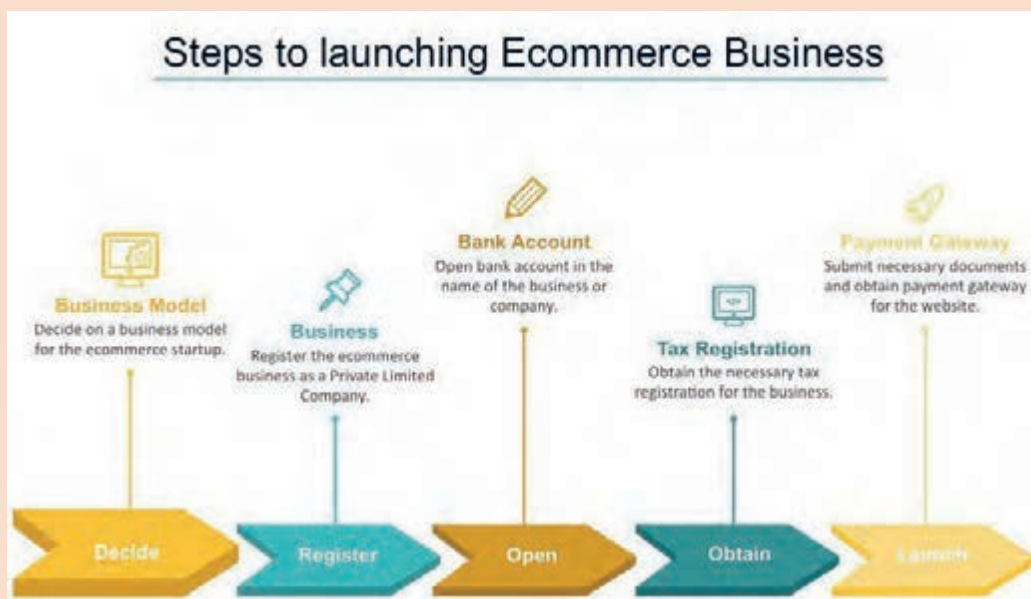 Steps to launching Ecommerce Business
Business Model
Decide on a business model
for the ecommerce startup.
Business
Register the ecommerce
business as a Private Limited
Company.
Bank Account
Open bank account in the
name of the business or
company.
Tax Registration
Obtain the necessary tax
registration for the business.
Payment Gateway
Submit necessary documents
and obtain payment gateway
for the website.
Decide
Register
Open
Obtain
Launch